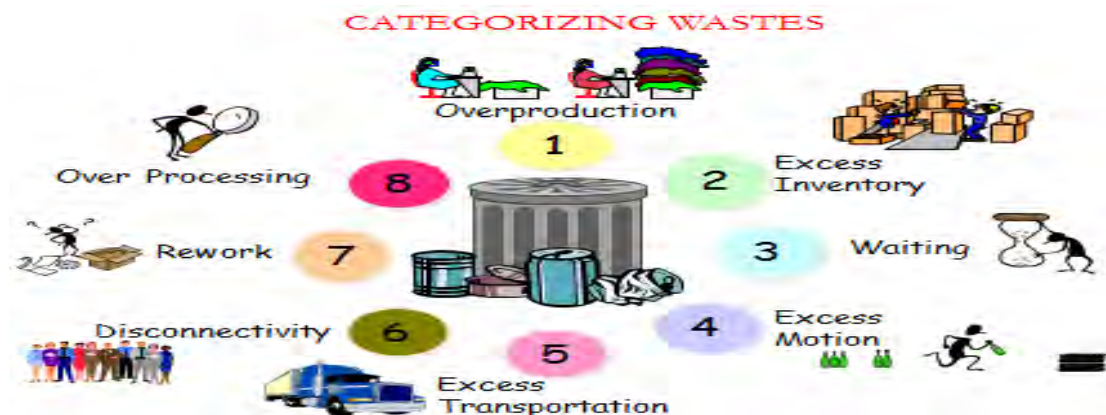 CATEGORIZING WASTES
Overproduction
1
2
Excess
Inventory
3
Waiting
4
Excess
Motion
5
Excess
Transportation
6
Disconnectivity
7
Rework
8
Over Processing